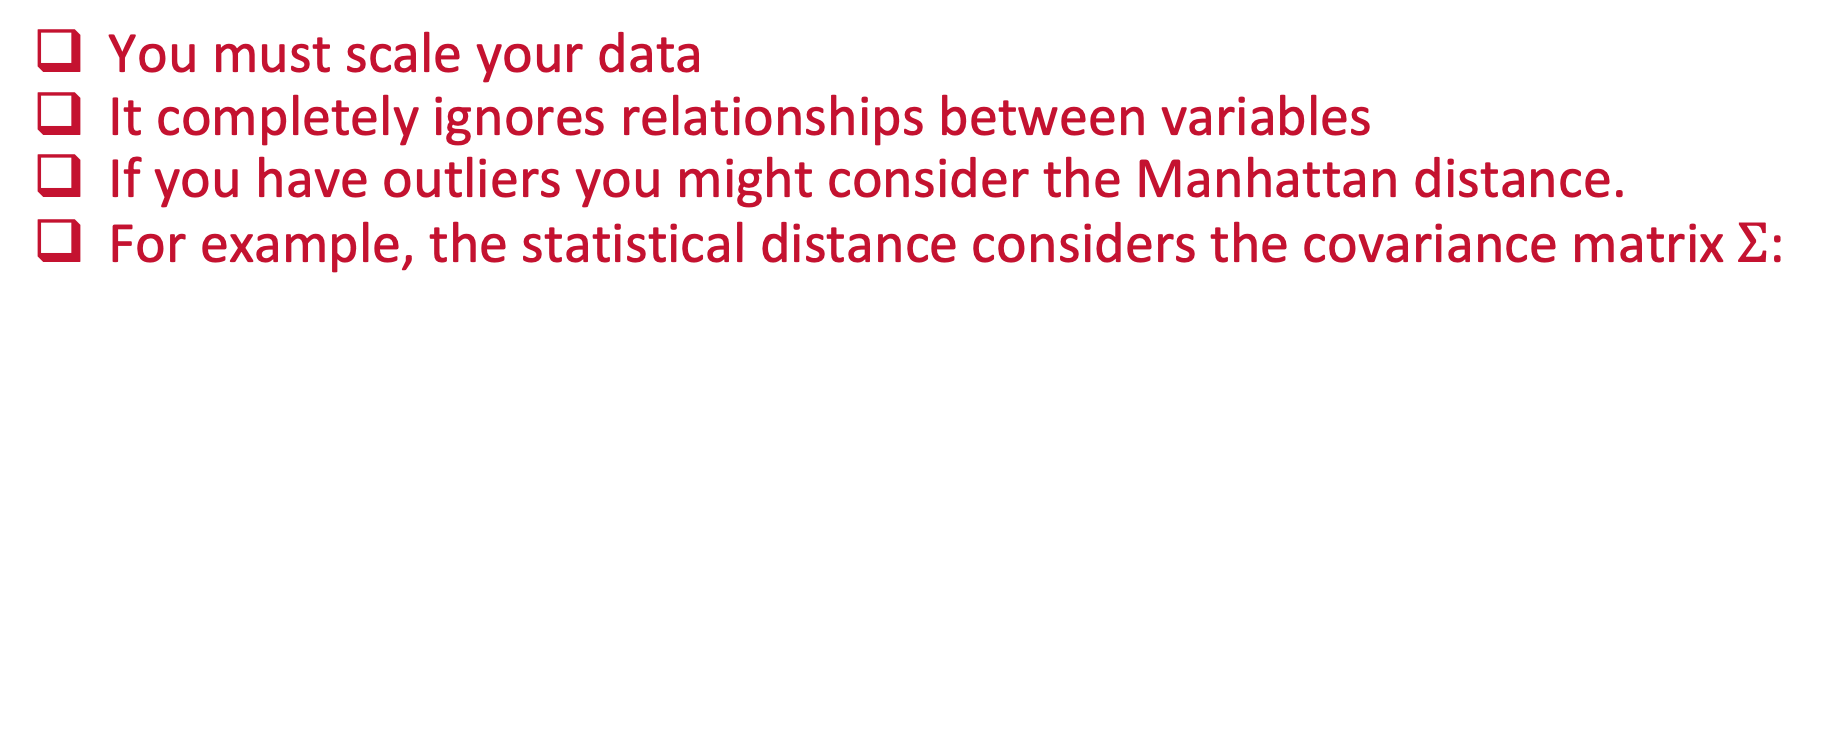 ❑ You must scale your data
❑ It completely ignores relationships between variables
❑ If you have outliers you might consider the Manhattan distance.
❑ For example, the statistical distance considers the covariance matrix Σ: